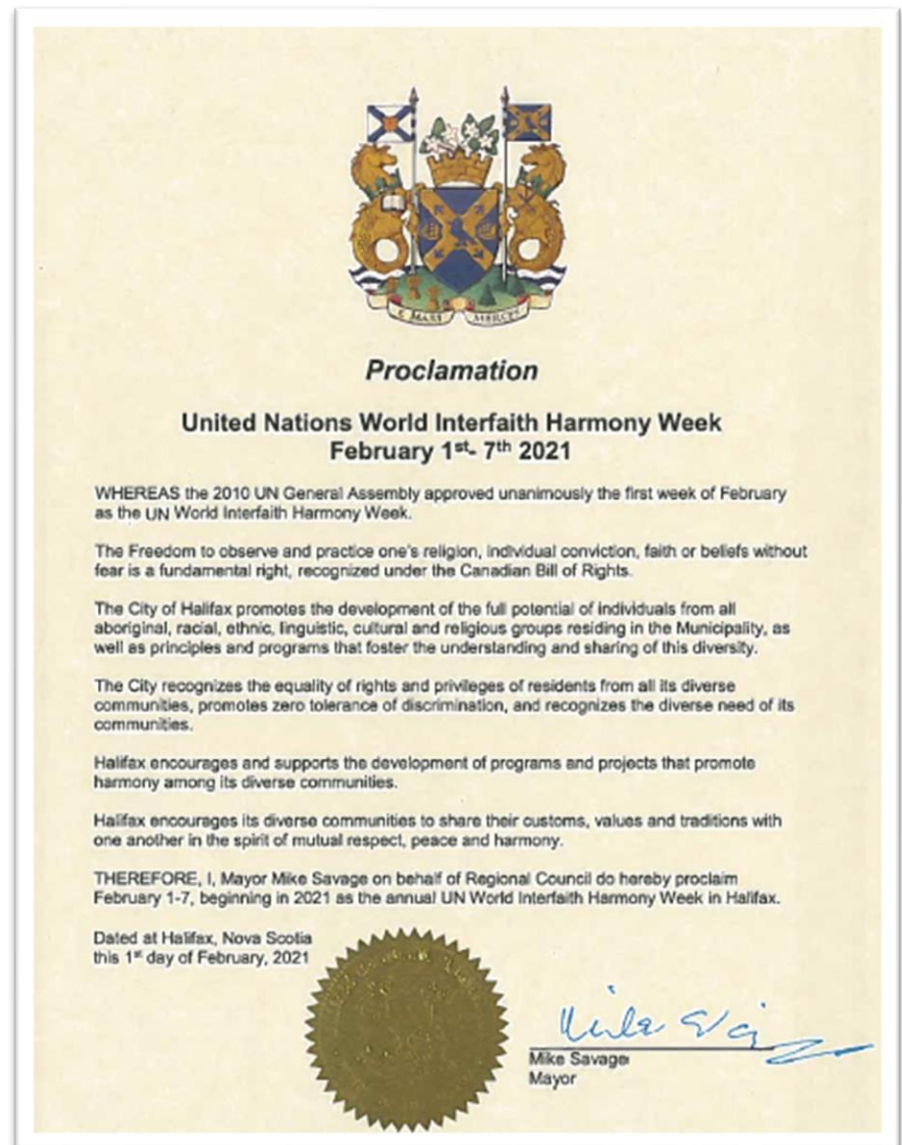 E MARI MERCES
Proclamation
United Nations World Interfaith Harmony Week
February 1st- 7th 2021
WHEREAS the 2010 UN General Assembly approved unanimously the first week of February
as the UN World Interfaith Harmony Week.
The Freedom to observe and practice one's religion, individual conviction, faith or beliefs without
fear is a fundamental right, recognized under the Canadian Bill of Rights.
The City of Halifax promotes the development of the full potential of individuals from all
aboriginal, racial, ethnic, linguistic, cultural and religious groups residing in the Municipality, as
well as principles and programs that foster the understanding and sharing of this diversity.
The City recognizes the equality of rights and privileges of residents from all its diverse
communities, promotes zero tolerance of discrimination, and recognizes the diverse need of its
communities.
Halifax encourages and supports the development of programs and projects that promote
harmony among its diverse communities.
Halifax encourages its diverse communities to share their customs, values and traditions with
one another in the spirit of mutual respect, peace and harmony.
THEREFORE, I, Mayor Mike Savage on behalf of Regional Council do hereby proclaim
February 1-7, beginning in 2021 as the annual UN World Interfaith Harmony Week in Halifax.
Dated at Halifax, Nova Scotia
this 1st day of February, 2021
Mike Savage
Mayor